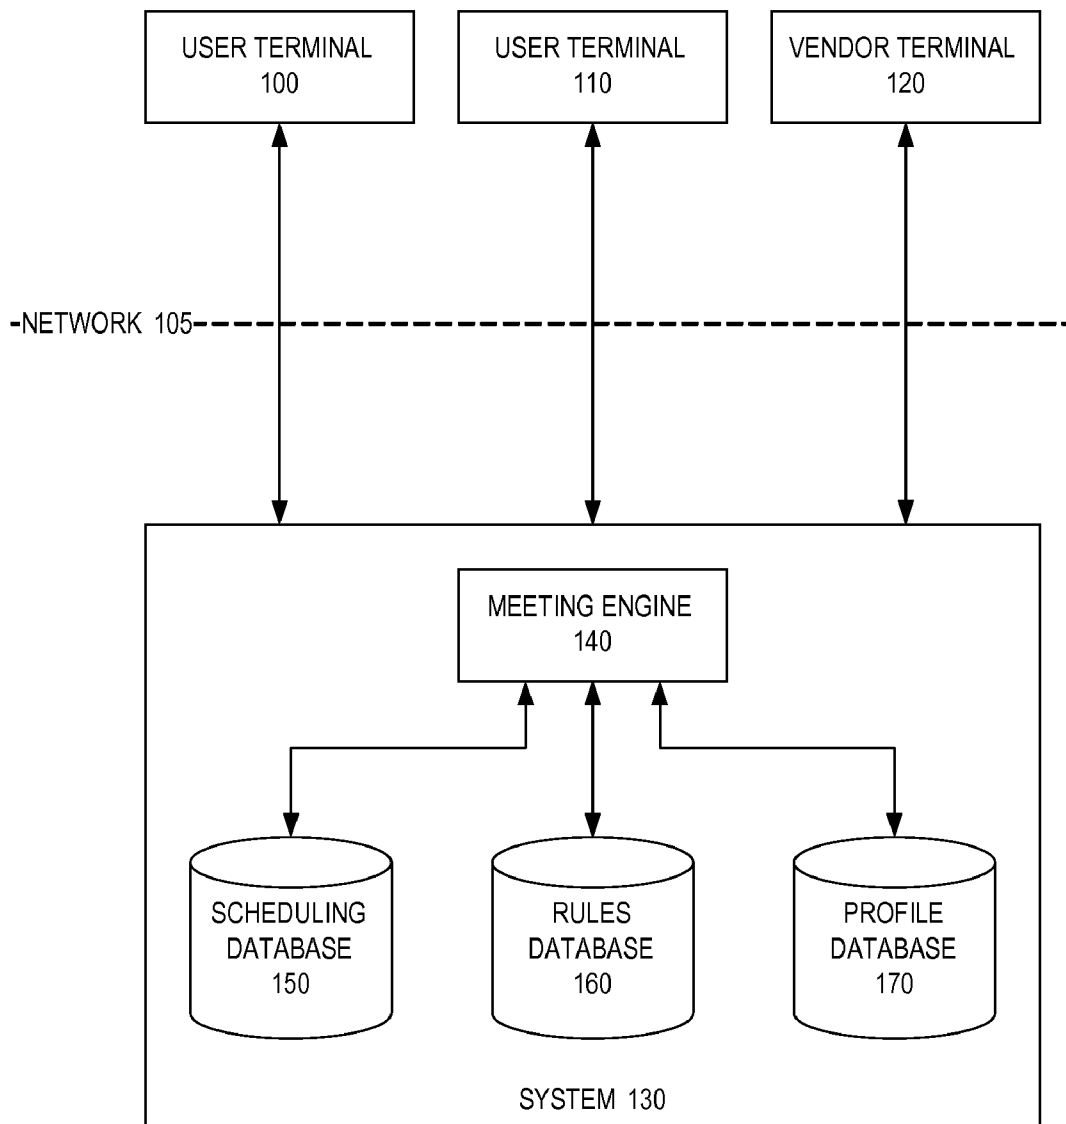 USER TERMINAL
100
USER TERMINAL
110
VENDOR TERMINAL
120
NETWORK 105
MEETING ENGINE
140
SCHEDULING
DATABASE
150
RULES
DATABASE
160
PROFILE
DATABASE
170
SYSTEM 130